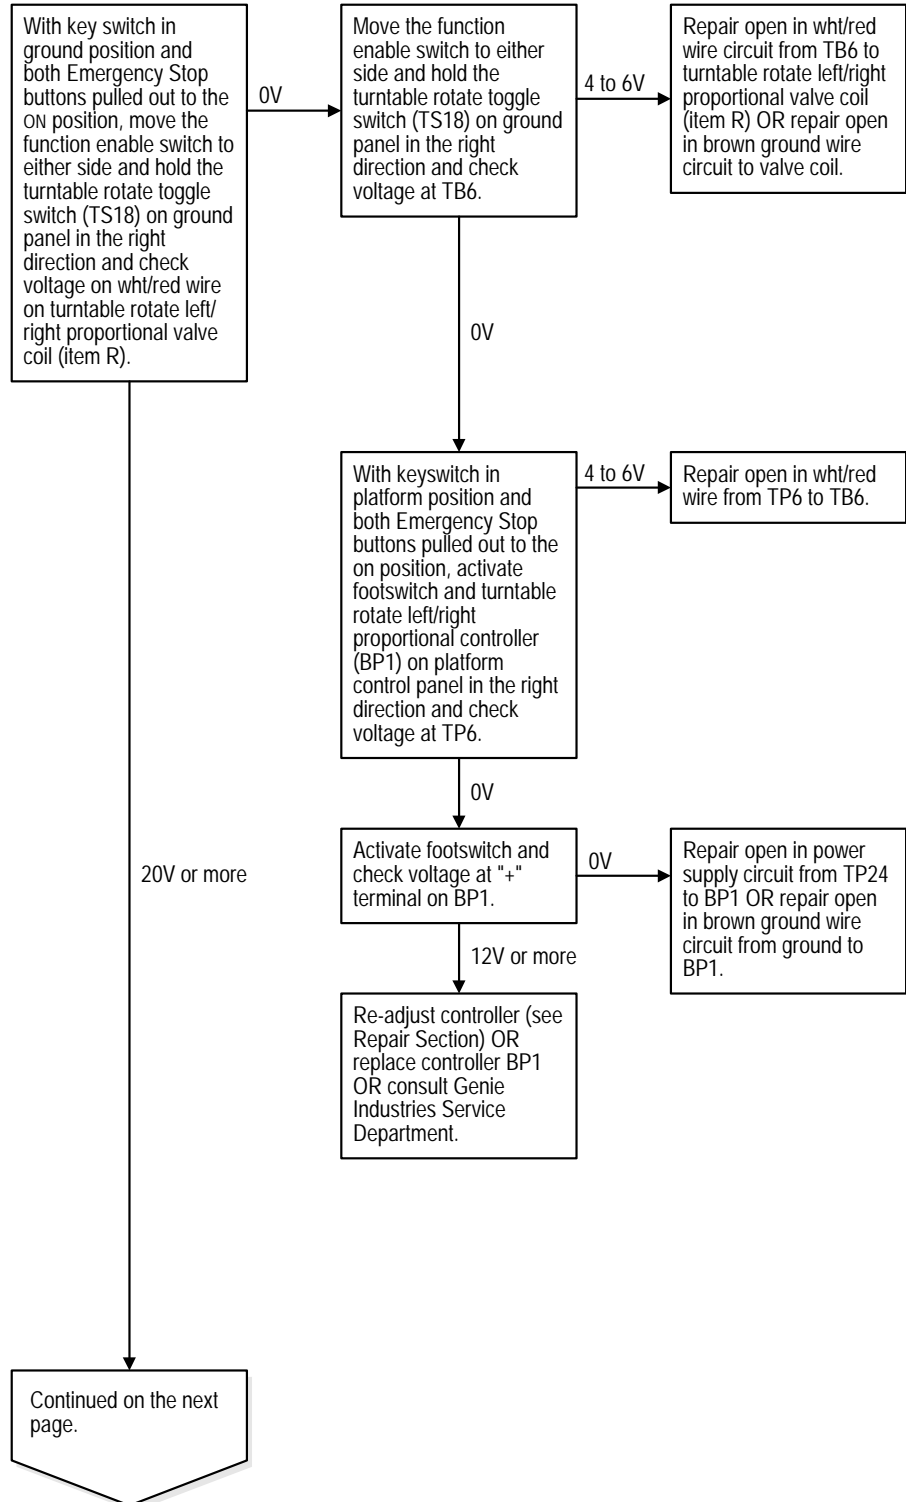 With key switch in
ground position and
both Emergency Stop
buttons pulled out to the
ON position, move the
function enable switch to
either side and hold the
turntable rotate toggle
switch (TS18) on ground
panel in the right
direction and check
voltage on wht/red wire
on turntable rotate left/
right proportional valve
coil (item R).
0V
Move the function
enable switch to either
side and hold the
turntable rotate toggle
switch (TS18) on ground
panel in the right
direction and check
voltage at TB6.
4 to 6V
Repair open in wht/red
wire circuit from TB6 to
turntable rotate left/right
proportional valve coil
(item R) OR repair open
in brown ground wire
circuit to valve coil.
0V
With keyswitch in
platform position and
both Emergency Stop
buttons pulled out to the
on position, activate
footswitch and turntable
rotate left/right
proportional controller
(BP1) on platform
control panel in the right
direction and check
voltage at TP6.
4 to 6V
Repair open in wht/red
wire from TP6 to TB6.
0V
20V or more
Activate footswitch and
check voltage at "+"
terminal on BP1.
0V
Repair open in power
supply circuit from TP24
to BP1 OR repair open
in brown ground wire
circuit from ground to
BP1.
12V or more
Re-adjust controller (see
Repair Section) OR
replace controller BP1
OR consult Genie
Industries Service
Department.
Continued on the next
page.